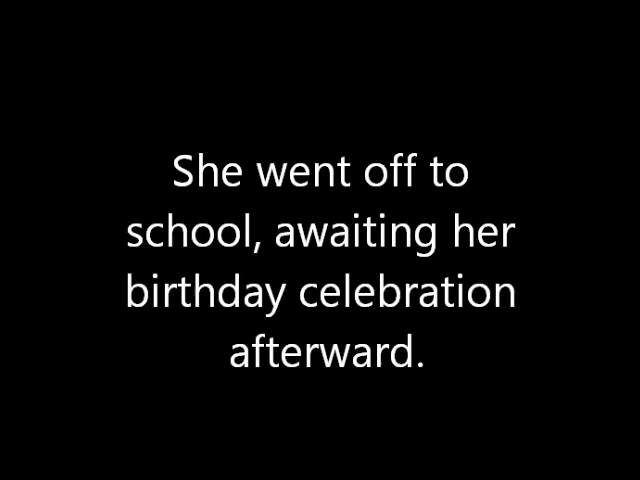 She went off to
school, awaiting her
birthday celebration
afterward.